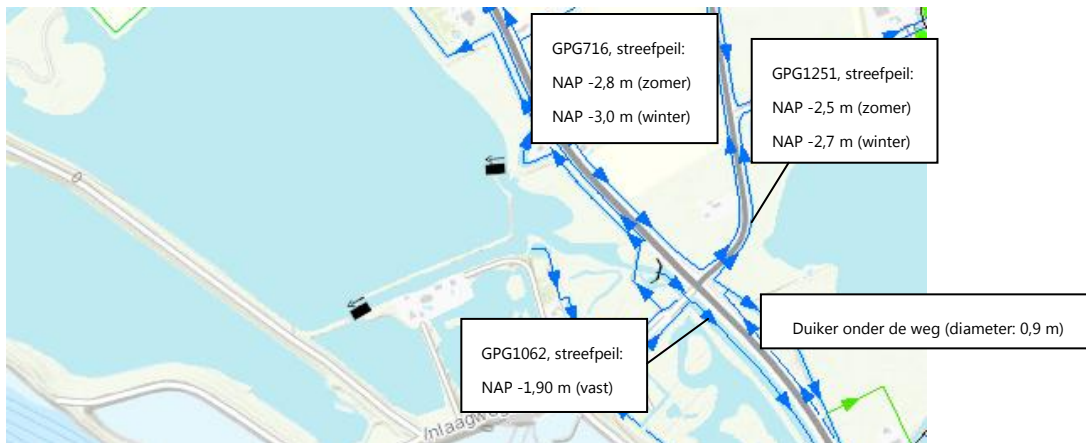 GPG716, streefpeil:
NAP -2,8 m (zomer)
NAP -3,0 m (winter)
GPG1251, streefpeil:
NAP -2,5 m (zomer)
NAP -2,7 m (winter)
Duiker onder de weg (diameter: 0,9 m)
GPG1062, streefpeil:
NAP -1,90 m (vast)